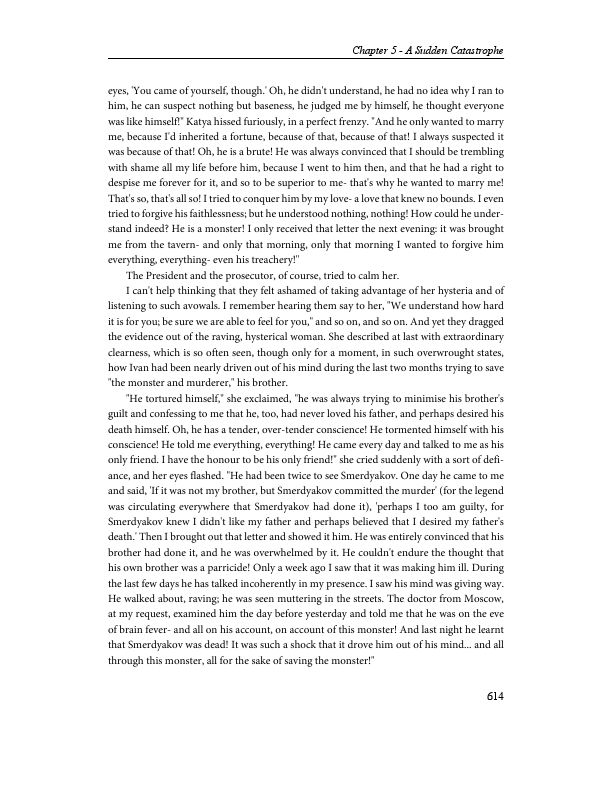 Chapter 5 - A Sudden Catastrophe
eyes, 'You came of yourself, though.' Oh, he didn't understand, he had no idea why I ran to
him, he can suspect nothing but baseness, he judged me by himself, he thought everyone
was like himself!" Katya hissed furiously, in a perfect frenzy. "And he only wanted to marry
me, because I'd inherited a fortune, because of that, because of that! I always suspected it
was because of that! Oh, he is a brute! He was always convinced that I should be trembling
with shame all my life before him, because I went to him then, and that he had a right to
despise me forever for it, and so to be superior to me- that's why he wanted to marry me!
That's so, that's all so! I tried to conquer him by my love- a love that knew no bounds. I even
tried to forgive his faithlessness; but he understood nothing, nothing! How could he under-
stand indeed? He is a monster! I only received that letter the next evening: it was brought
me from the tavern- and only that morning, only that morning I wanted to forgive him
everything, everything- even his treachery!"
The President and the prosecutor, of course, tried to calm her.
I can't help thinking that they felt ashamed of taking advantage of her hysteria and of
listening to such avowals. I remember hearing them say to her, "We understand how hard
it is for you; be sure we are able to feel for you," and so on, and so on. And yet they dragged
the evidence out of the raving, hysterical woman. She described at last with extraordinary
clearness, which is so often seen, though only for a moment, in such overwrought states,
how Ivan had been nearly driven out of his mind during the last two months trying to save
"the monster and murderer," his brother.
"He tortured himself," she exclaimed, "he was always trying to minimise his brother's
guilt and confessing to me that he, too, had never loved his father, and perhaps desired his
death himself. Oh, he has a tender, over-tender conscience! He tormented himself with his
conscience! He told me everything, everything! He came every day and talked to me as his
only friend. I have the honour to be his only friend!" she cried suddenly with a sort of defi-
ance, and her eyes flashed. "He had been twice to see Smerdyakov. One day he came to me
and said, 'If it was not my brother, but Smerdyakov committed the murder' (for the legend
was circulating everywhere that Smerdyakov had done it), 'perhaps I too am guilty, for
Smerdyakov knew I didn't like my father and perhaps believed that I desired my father's
death.' Then I brought out that letter and showed it him. He was entirely convinced that his
brother had done it, and he was overwhelmed by it. He couldn't endure the thought that
his own brother was a parricide! Only a week ago I saw that it was making him ill. During
the last few days he has talked incoherently in my presence. I saw his mind was giving way.
He walked about, raving; he was seen muttering in the streets. The doctor from Moscow,
at my request, examined him the day before yesterday and told me that he was on the eve
of brain fever- and all on his account, on account of this monster! And last night he learnt
that Smerdyakov was dead! It was such a shock that it drove him out of his mind... and all
through this monster, all for the sake of saving the monster!"
614